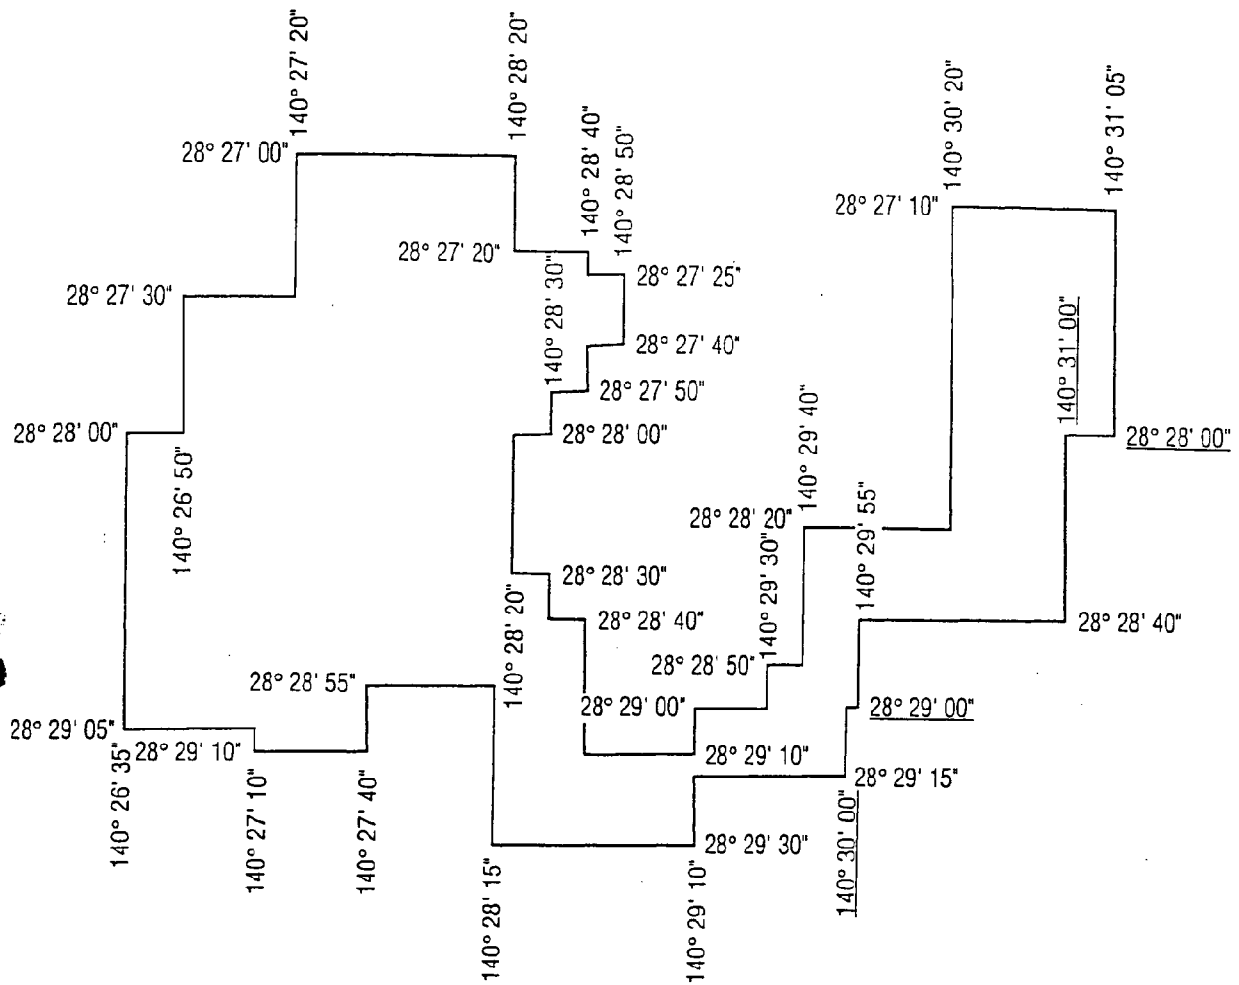 140° 27' 20"
140° 28' 20"
140° 28' 40"
140° 28' 50"
140° 30' 20"
140° 31' 05"
28° 27' 00"
28° 27' 10"
28° 27' 20"
28° 27' 25"
28° 27' 30"
140° 28' 30"
28° 27' 40"
140° 31' 00"
28° 27' 50"
28° 28' 00"
28° 28' 00"
28° 28' 00"
140° 26' 50"
140° 29' 40"
28° 28' 20"
140° 29' 55"
28° 28' 30"
140° 29' 30"
140° 28' 20"
28° 28' 40"
28° 28' 40"
28° 28' 50"
28° 28' 55"
28° 29' 00"
28° 29' 00"
28° 29' 05"
28° 29' 10"
28° 29' 10"
28° 29' 15"
140° 26' 35"
140° 27' 10"
140° 27' 40"
28° 29' 30"
140° 30' 00"
140° 28' 15"
140° 29' 10"